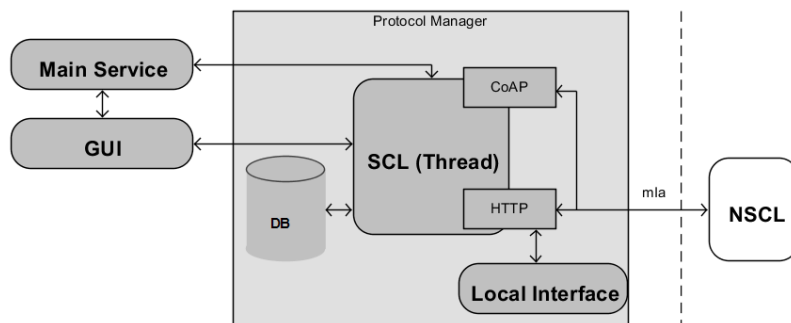 Protocol Manager
Main Service
CoAP
GUI
SCL (Thread)
mIa
HTTP
NSCL
DB
Local Interface